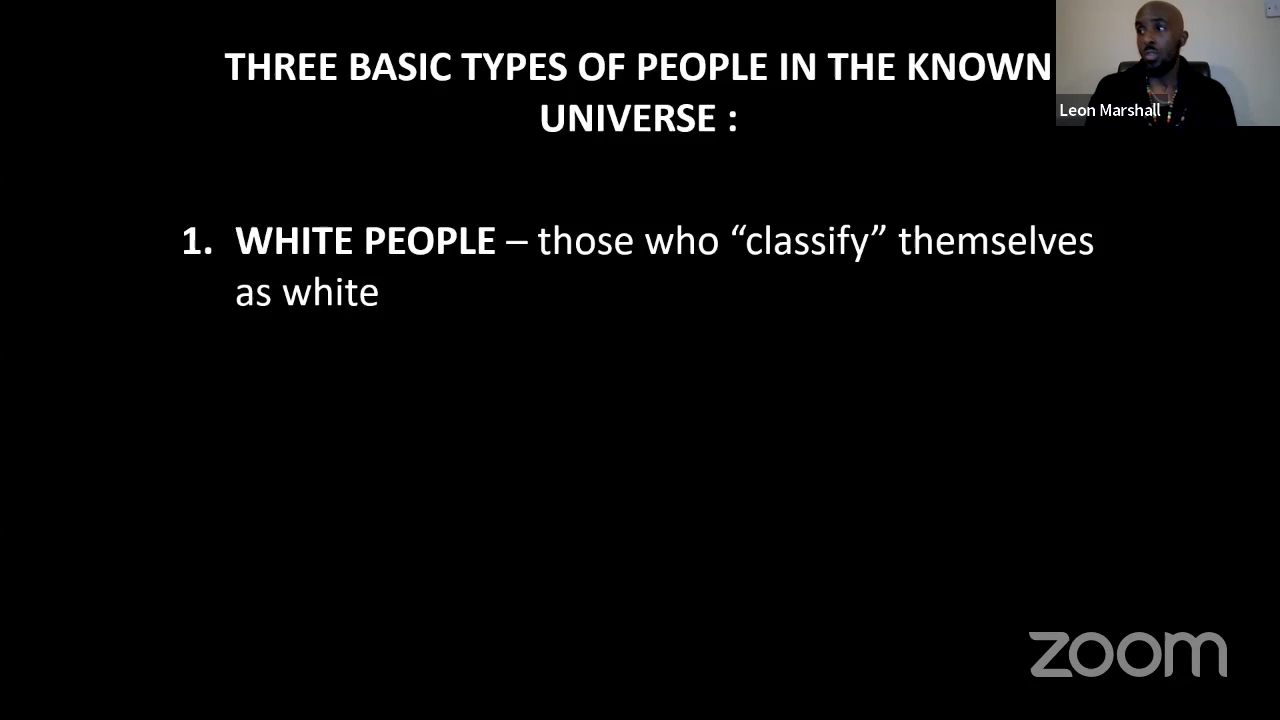 THREE BASIC TYPES OF PEOPLE IN THE KNOWN
UNIVERSE :
Leon Marshall
1. WHITE PEOPLE – those who “classify” themselves
as white
zoom